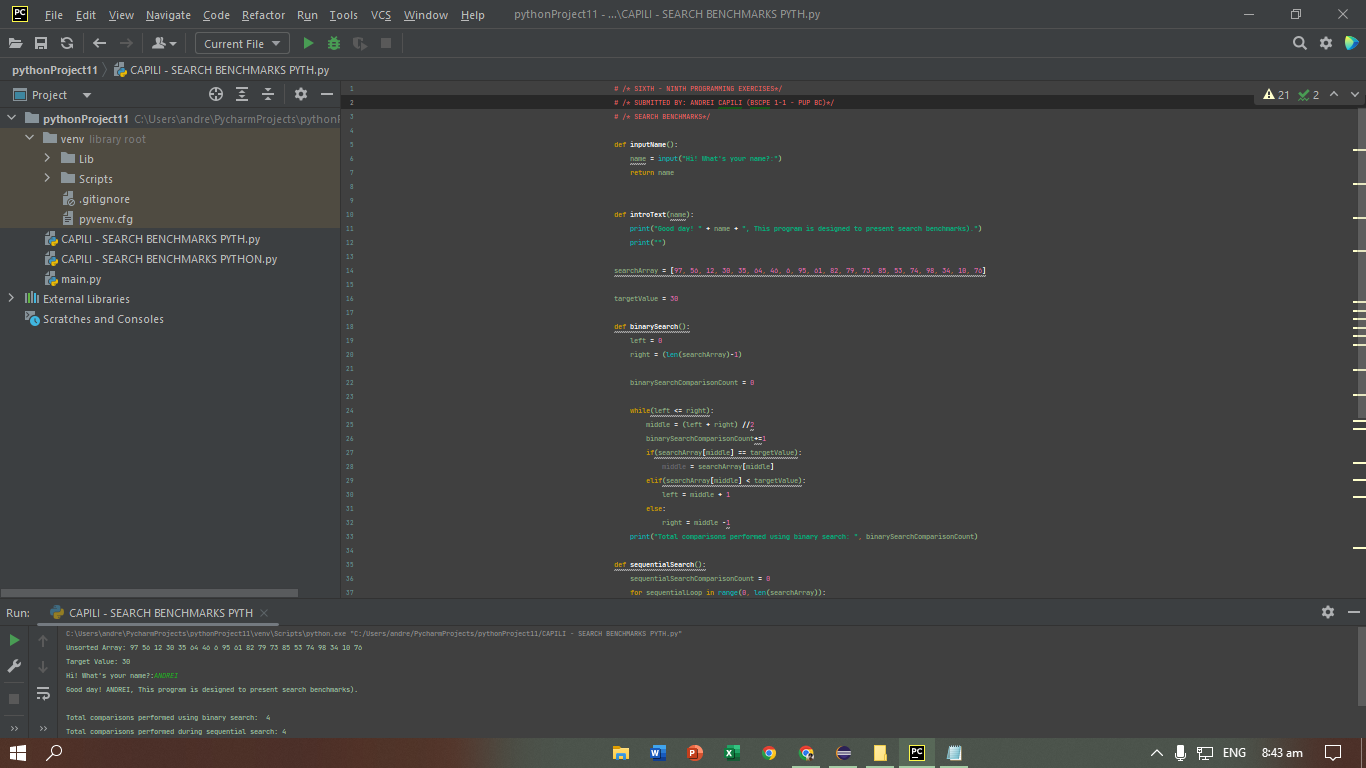 PC File Edit View Navigate Code Refactor Run Tools VCS Window Help pythonProject11 - ...\CAPILI - SEARCH BENCHMARKS PYTH.py
Current File
pythonProject11 CAPILI - SEARCH BENCHMARKS PYTH.py
Project
pythonProject11 C:\Users\andre\PycharmProjects\pythonP
venv library root
Lib
Scripts
.gitignore
pyvenv.cfg
CAPILI - SEARCH BENCHMARKS PYTH.py
CAPILI - SEARCH BENCHMARKS PYTHON.py
main.py
External Libraries
Scratches and Consoles
21 2
1 # /* SIXTH - NINTH PROGRAMMING EXERCISES*/
2 # /* SUBMITTED BY: ANDREI CAPILI (BSCPE 1-1 - PUP BC)*/
3 # /* SEARCH BENCHMARKS*/
4
5 def inputName():
6 name = input("Hi! What's your name?:")
7 return name
8
9
10 def introText(name):
11 print("Good day! " + name + ", This program is designed to present search benchmarks).")
12 print("")
13
14 searchArray = [97, 56, 12, 30, 35, 64, 46, 6, 95, 61, 82, 79, 73, 85, 53, 74, 98, 34, 10, 76]
15
16 targetValue = 30
17
18 def binarySearch():
19 left = 0
20 right = (len(searchArray)-1)
21
22 binarySearchComparisonCount = 0
23
24 while(left <= right):
25 middle = (left + right) //2
26 binarySearchComparisonCount+=1
27 if(searchArray[middle] == targetValue):
28 middle = searchArray[middle]
29 elif(searchArray[middle] < targetValue):
30 left = middle + 1
31 else:
32 right = middle -1
33 print("Total comparisons performed using binary search: ", binarySearchComparisonCount)
34
35 def sequentialSearch():
36 sequentialSearchComparisonCount = 0
37 for sequentialLoop in range(0, len(searchArray)):
Run: CAPILI - SEARCH BENCHMARKS PYTH
C:\Users\andre\PycharmProjects\pythonProject11\venv\Scripts\python.exe "C:/Users/andre/PycharmProjects/pythonProject11/CAPILI - SEARCH BENCHMARKS PYTH.py"
Unsorted Array: 97 56 12 30 35 64 46 6 95 61 82 79 73 85 53 74 98 34 10 76
Target Value: 30
Hi! What's your name?:ANDREI
Good day! ANDREI, This program is designed to present search benchmarks).
Total comparisons performed using binary search:  4
Total comparisons performed during sequential search: 4
ENG 8:43 am